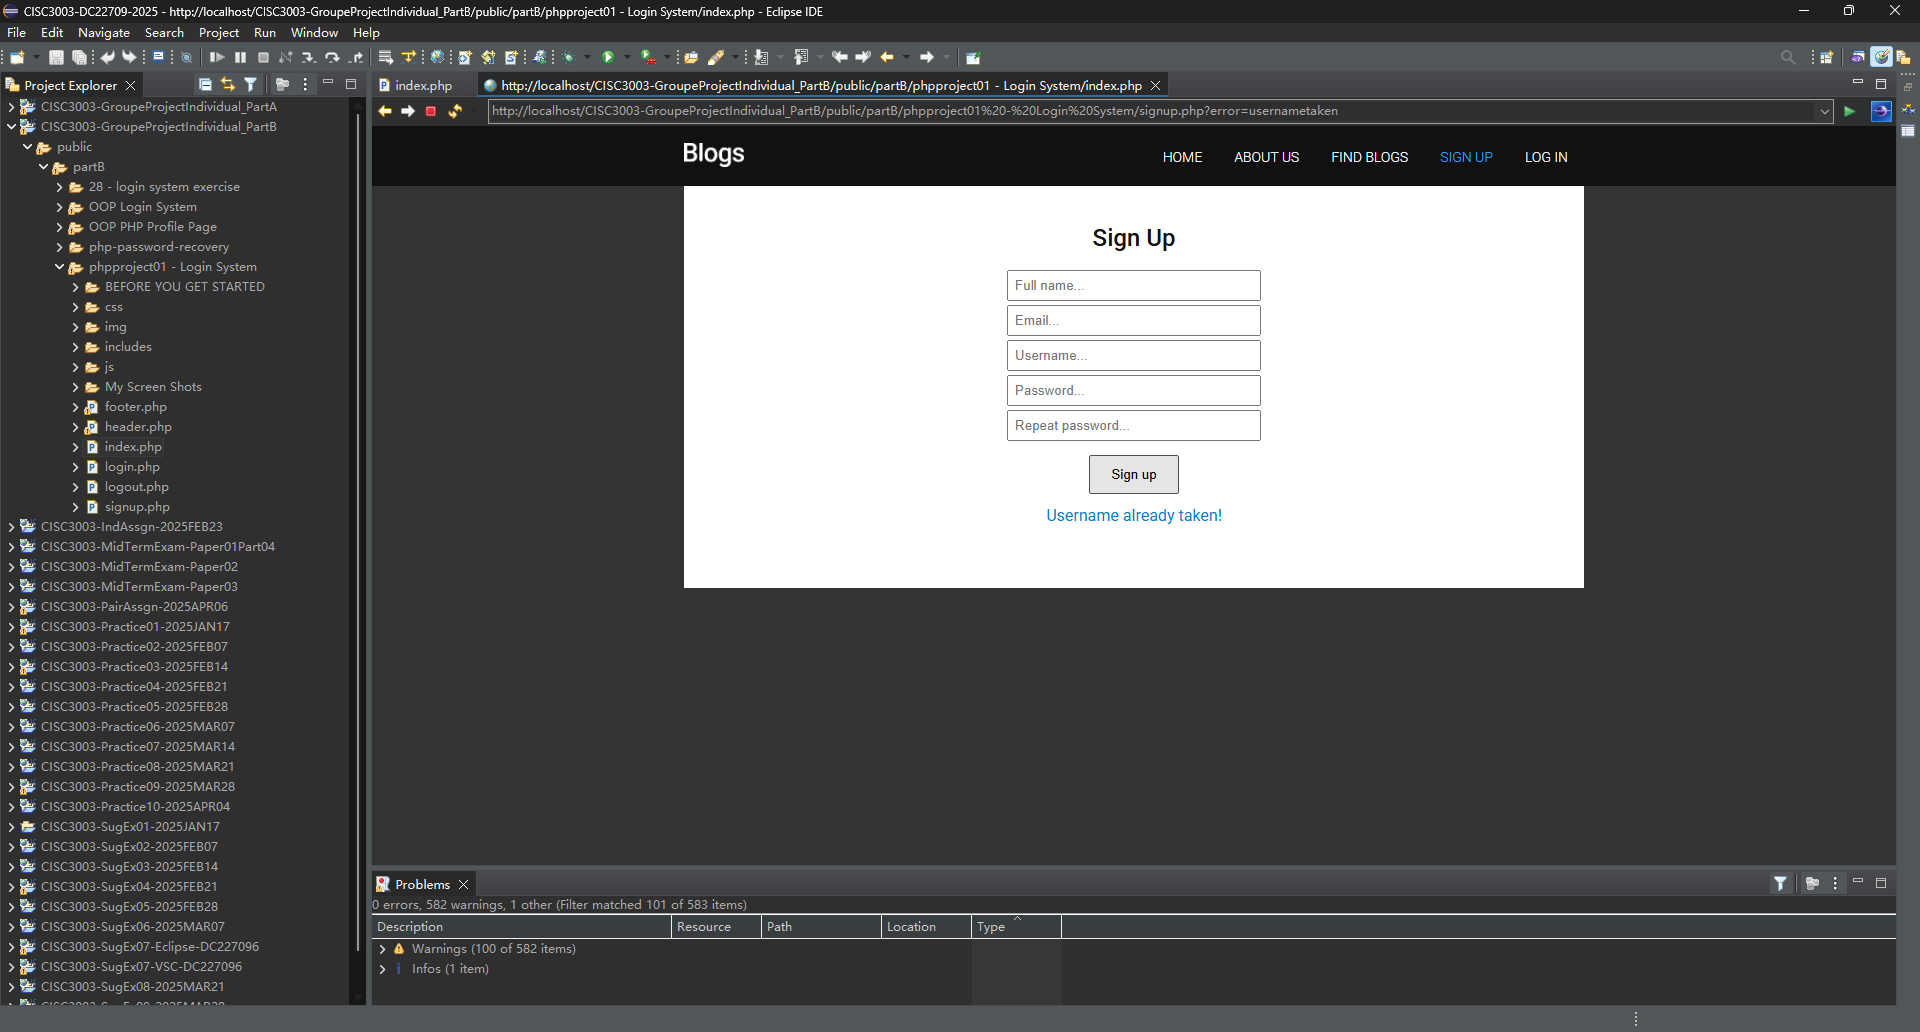 CISC3003-DC22709-2025 - http://localhost/CISC3003-GroupeProjectIndividual_PartB/public/partB/phpproject01 - Login System/index.php - Eclipse IDE
File Edit Navigate Search Project Run Window Help
Project Explorer
index.php
http://localhost/CISC3003-GroupeProjectIndividual_PartB/public/partB/phpproject01 - Login System/index.php
http://localhost/CISC3003-GroupeProjectIndividual_PartB/public/partB/phpproject01%20-%20Login%20System/signup.php?error=usernametaken
CISC3003-GroupeProjectIndividual_PartA
CISC3003-GroupeProjectIndividual_PartB
public
partB
28 - login system exercise
OOP Login System
OOP PHP Profile Page
php-password-recovery
phpproject01 - Login System
BEFORE YOU GET STARTED
css
img
includes
js
My Screen Shots
footer.php
header.php
index.php
login.php
logout.php
signup.php
CISC3003-IndAssgn-2025FEB23
CISC3003-MidTermExam-Paper01Part04
CISC3003-MidTermExam-Paper02
CISC3003-MidTermExam-Paper03
CISC3003-PairAssgn-2025APR06
CISC3003-Practice01-2025JAN17
CISC3003-Practice02-2025FEB07
CISC3003-Practice03-2025FEB14
CISC3003-Practice04-2025FEB21
CISC3003-Practice05-2025FEB28
CISC3003-Practice06-2025MAR07
CISC3003-Practice07-2025MAR14
CISC3003-Practice08-2025MAR21
CISC3003-Practice09-2025MAR28
CISC3003-Practice10-2025APR04
CISC3003-SugEx01-2025JAN17
CISC3003-SugEx02-2025FEB07
CISC3003-SugEx03-2025FEB14
CISC3003-SugEx04-2025FEB21
CISC3003-SugEx05-2025FEB28
CISC3003-SugEx06-2025MAR07
CISC3003-SugEx07-Eclipse-DC227096
CISC3003-SugEx07-VSC-DC227096
CISC3003-SugEx08-2025MAR21
Blogs
HOME ABOUT US FIND BLOGS SIGN UP LOG IN
Sign Up
Full name...
Email...
Username...
Password...
Repeat password...
Sign up
Username already taken!
Problems
0 errors, 582 warnings, 1 other (Filter matched 101 of 583 items)
Description Resource Path Location Type
Warnings (100 of 582 items)
Infos (1 item)